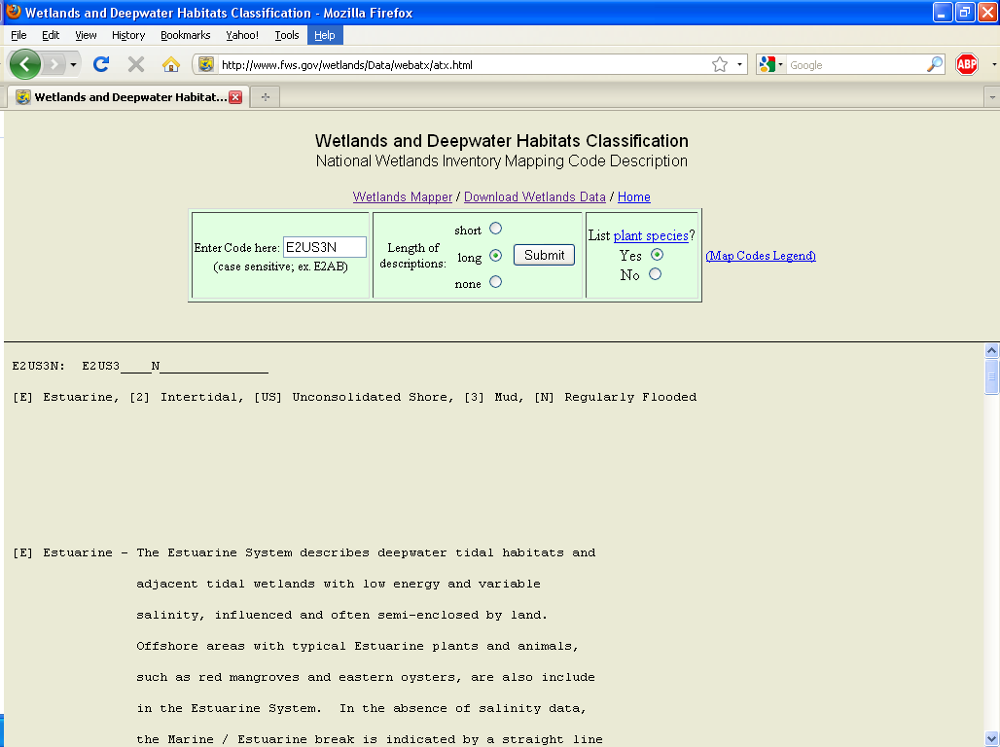 Wetlands and Deepwater Habitats Classification - Mozilla Firefox
File Edit View History Bookmarks Yahoo! Tools Help
http://www.fws.gov/wetlands/Data/webatx/atx.html
Google
ABP
Wetlands and Deepwater Habitat...
Wetlands and Deepwater Habitats Classification
National Wetlands Inventory Mapping Code Description
Wetlands Mapper / Download Wetlands Data / Home
Enter Code here: E2US3N
(case sensitive; ex. E2AB)
Length of descriptions:
short
long
none
Submit
List plant species?
Yes
No
(Map Codes Legend)
E2US3N: E2US3____N______________
[E] Estuarine, [2] Intertidal, [US] Unconsolidated Shore, [3] Mud, [N] Regularly Flooded
[E] Estuarine - The Estuarine System describes deepwater tidal habitats and
adjacent tidal wetlands with low energy and variable
salinity, influenced and often semi-enclosed by land.
Offshore areas with typical Estuarine plants and animals,
such as red mangroves and eastern oysters, are also include
in the Estuarine System. In the absence of salinity data,
the Marine / Estuarine break is indicated by a straight line